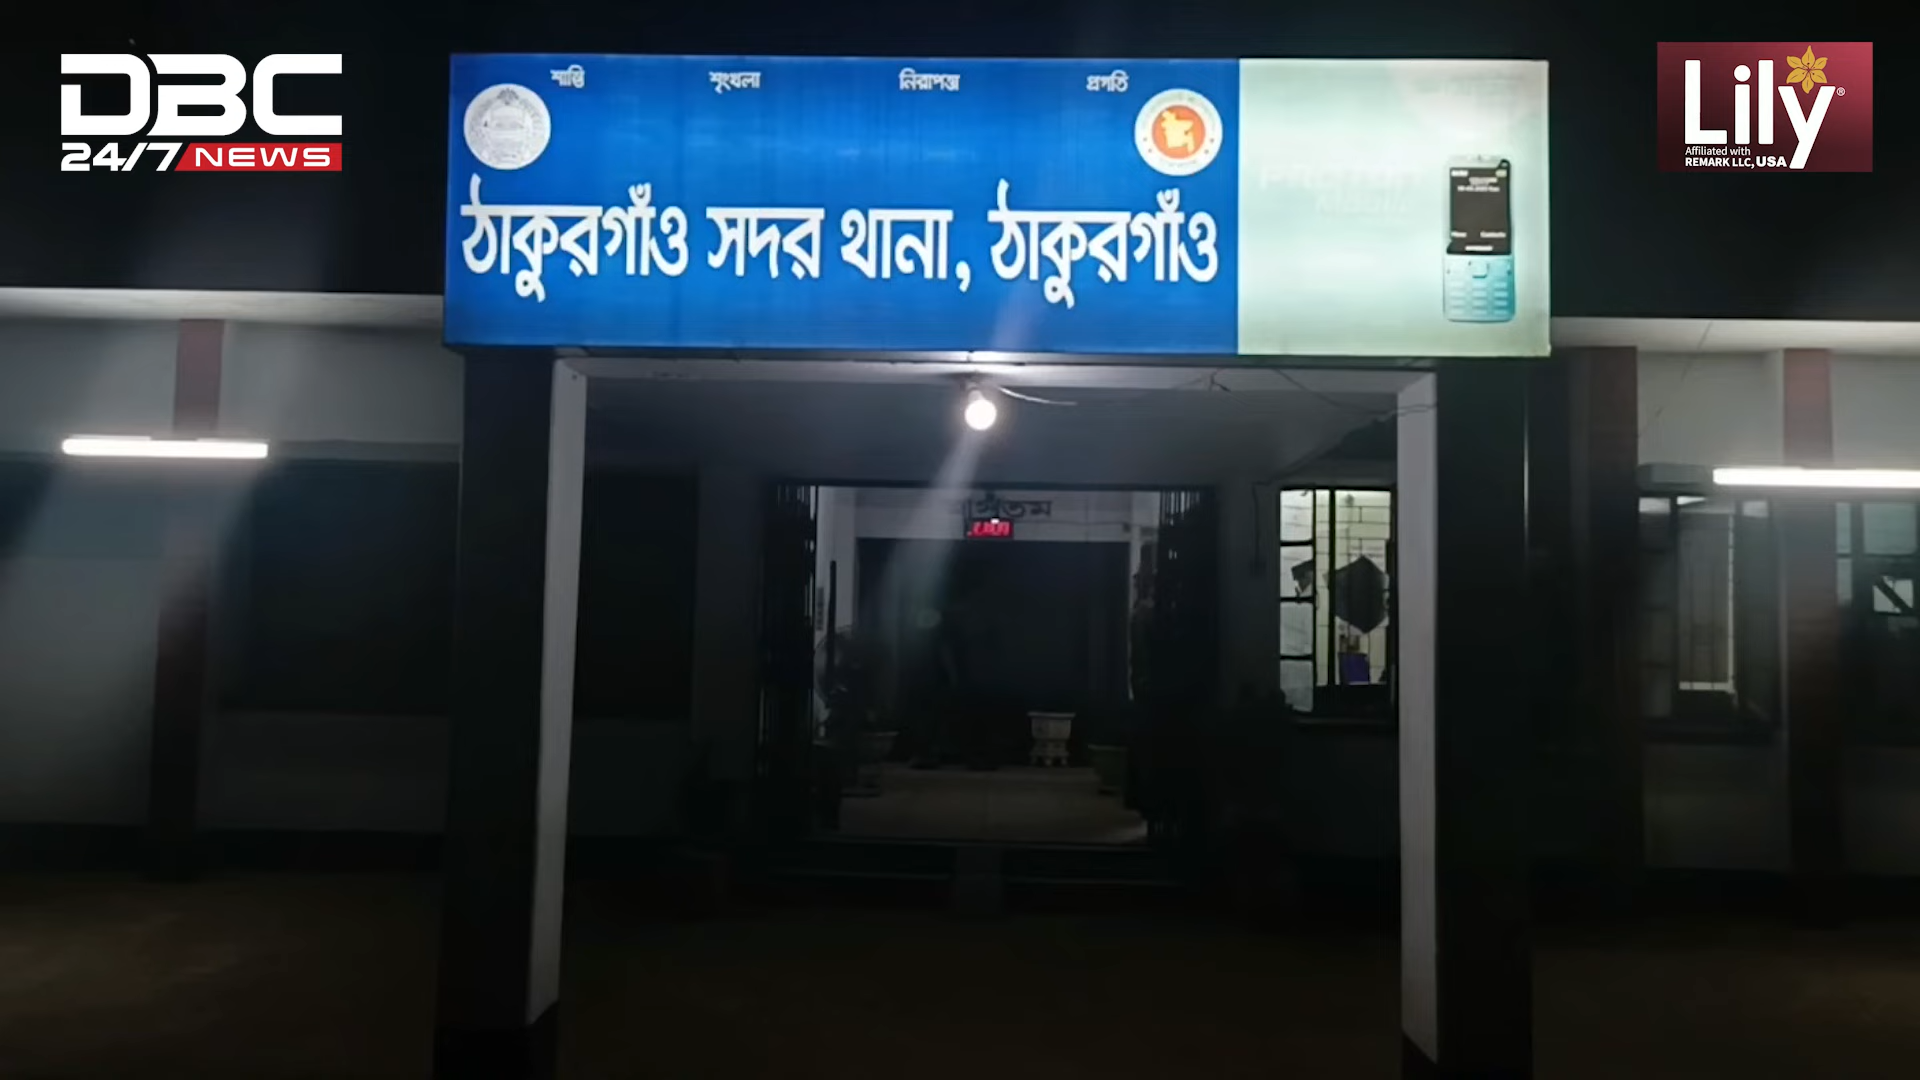 DBC
24/7 NEWS
Lily®
Affiliated with
REMARK LLC, USA
শান্তি শৃংখলা নিরাপত্তা প্রগতি
ঠাকুরগাঁও সদর থানা, ঠাকুরগাঁও